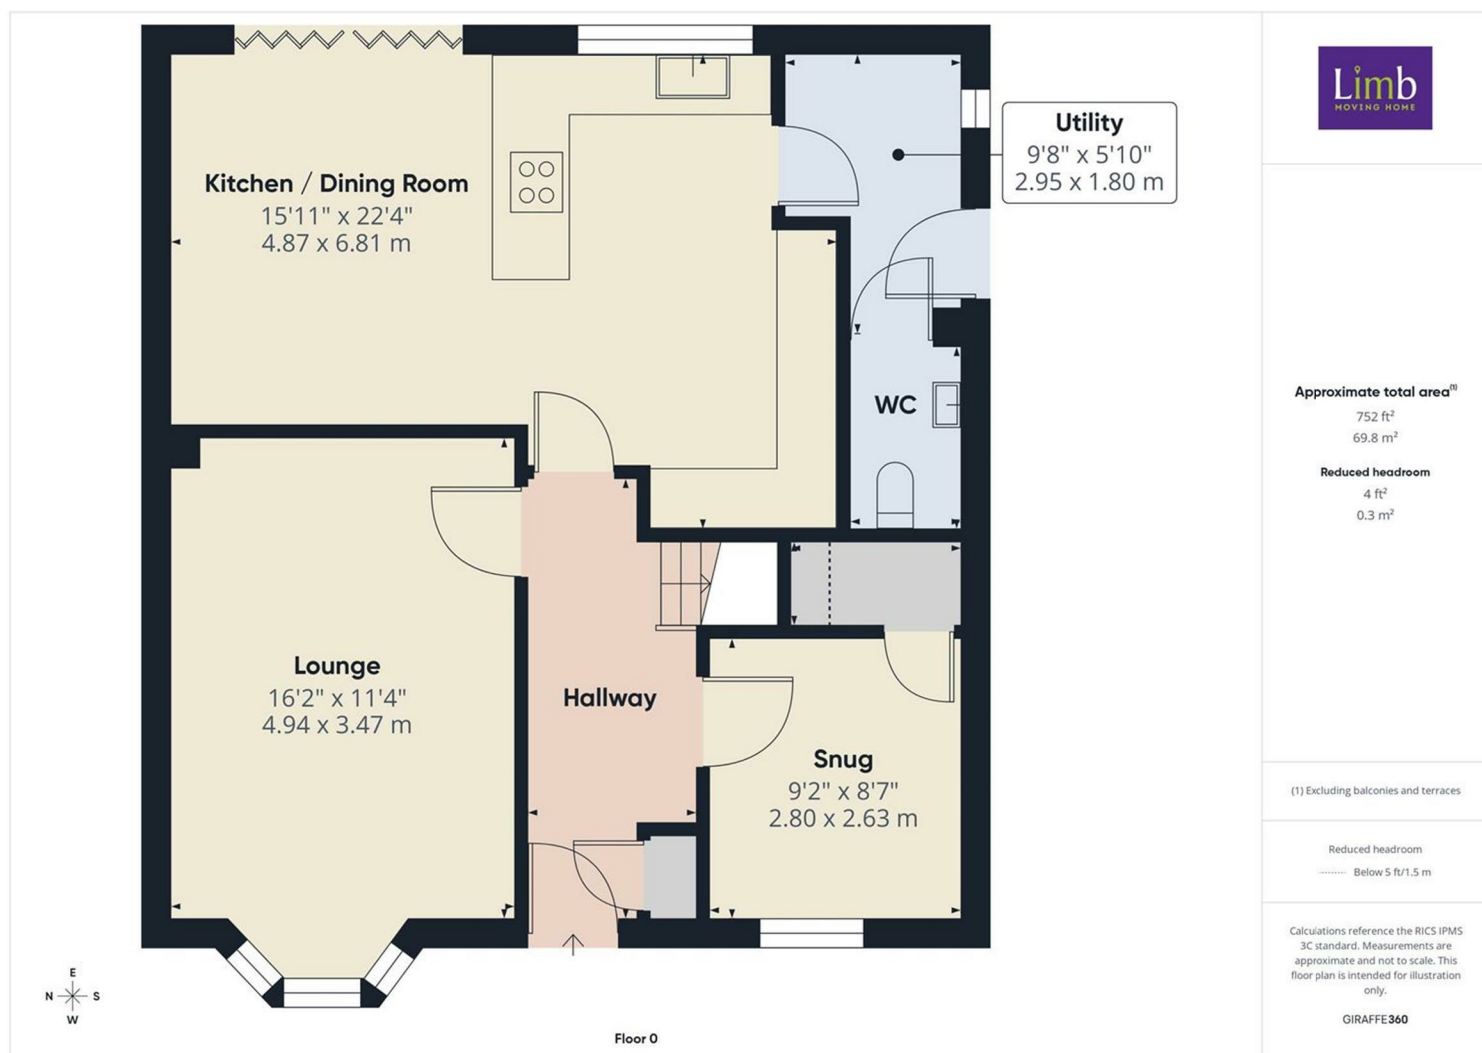 Kitchen / Dining Room
15'11" x 22'4"
4.87 x 6.81 m
Utility
9'8" x 5'10"
2.95 x 1.80 m
WC
Lounge
16'2" x 11'4"
4.94 x 3.47 m
Hallway
Snug
9'2" x 8'7"
2.80 x 2.63 m
E
N S
W
Floor 0
Limb
MOVING HOME
Approximate total area(1)
752 ft²
69.8 m²
Reduced headroom
4 ft²
0.3 m²
(1) Excluding balconies and terraces
Reduced headroom
Below 5 ft/1.5 m
Calculations reference the RICS IPMS
3C standard. Measurements are
approximate and not to scale. This
floor plan is intended for illustration
only.
GIRAFFE360